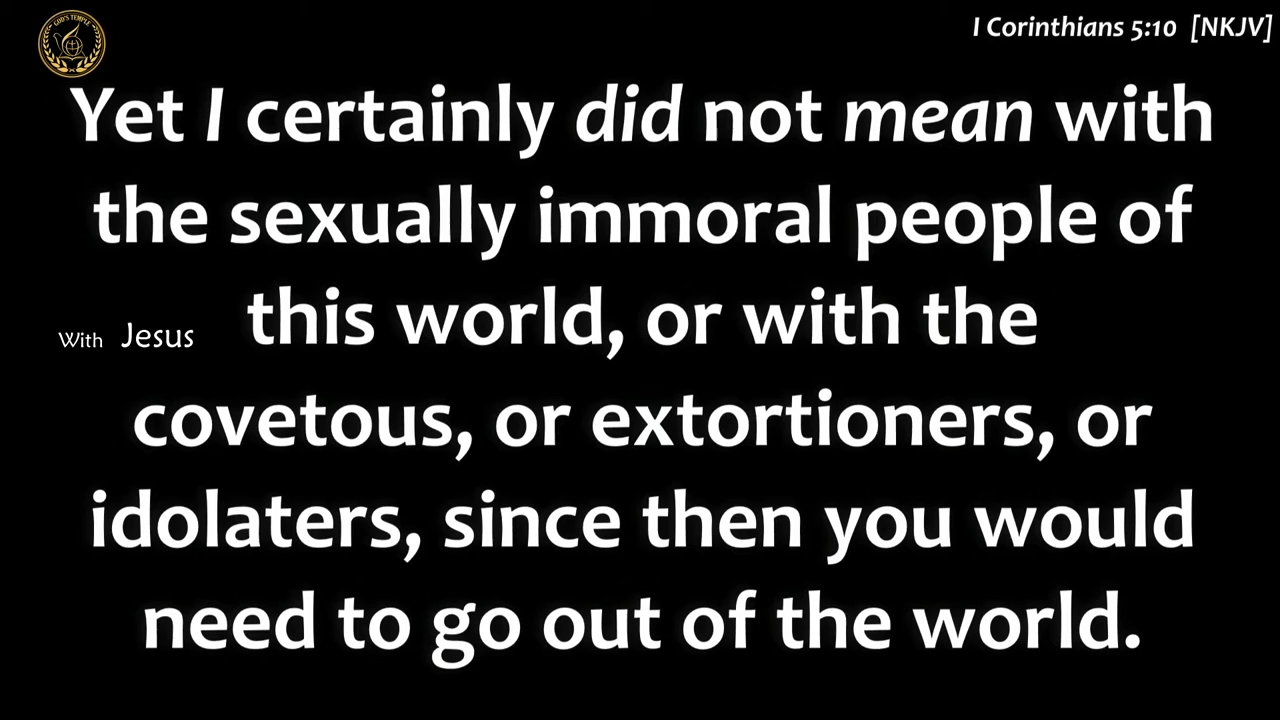 GOD'S TEMPLE
I Corinthians 5:10 [NKJV]
Yet I certainly did not mean with
the sexually immoral people of
this world, or with the
With Jesus
covetous, or extortioners, or
idolaters, since then you would
need to go out of the world.